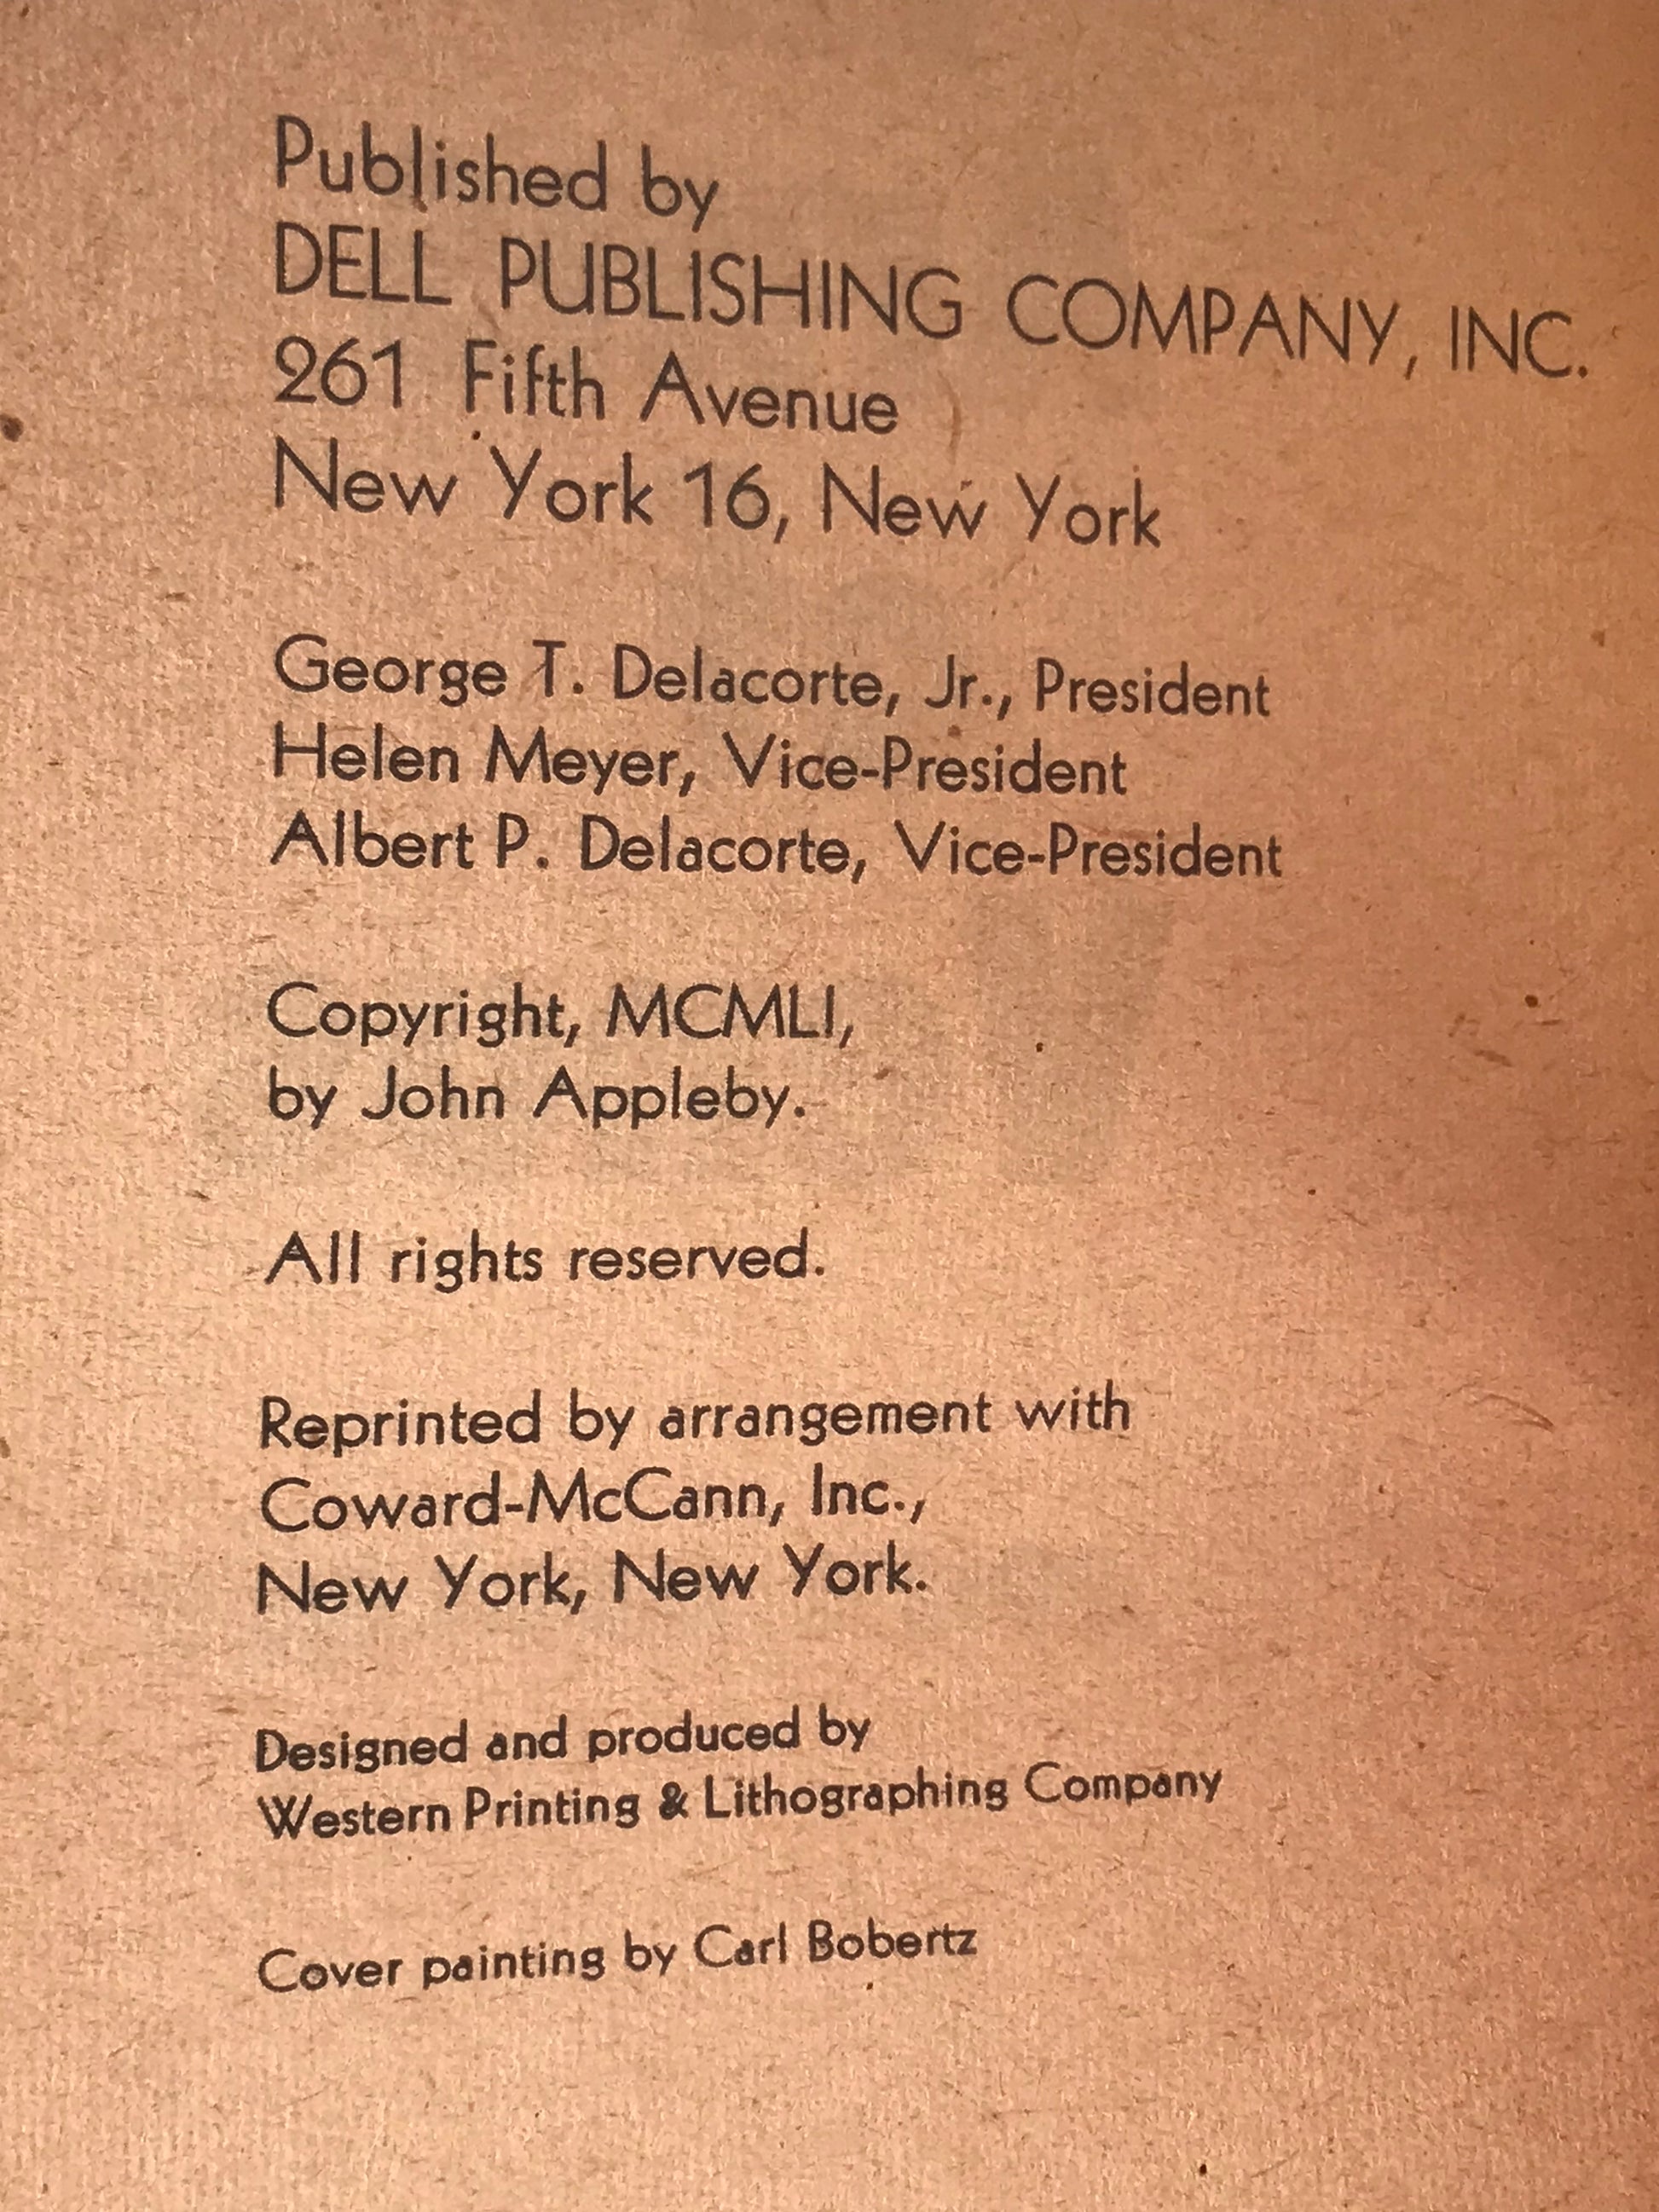 Published by
DELL PUBLISHING COMPANY, INC.
261 Fifth Avenue
New York 16, New York
George T. Delacorte, Jr., President
Helen Meyer, Vice-President
Albert P. Delacorte, Vice-President
Copyright, MCMLI,
by John Appleby.
All rights reserved.
Reprinted by arrangement with
Coward-McCann, Inc.,
New York, New York.
Designed and produced by
Western Printing & Lithographing Company
Cover painting by Carl Bobertz